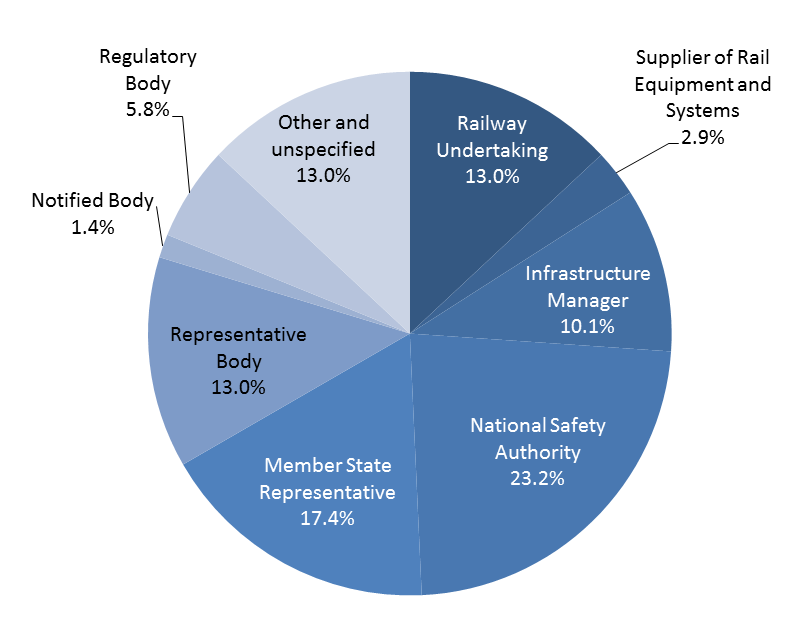 Railway
Undertaking
13.0%
Supplier of Rail
Equipment and
Systems
2.9%
Infrastructure
Manager
10.1%
National Safety
Authority
23.2%
Member State
Representative
17.4%
Representative
Body
13.0%
Notified Body
1.4%
Regulatory
Body
5.8%
Other and
unspecified
13.0%